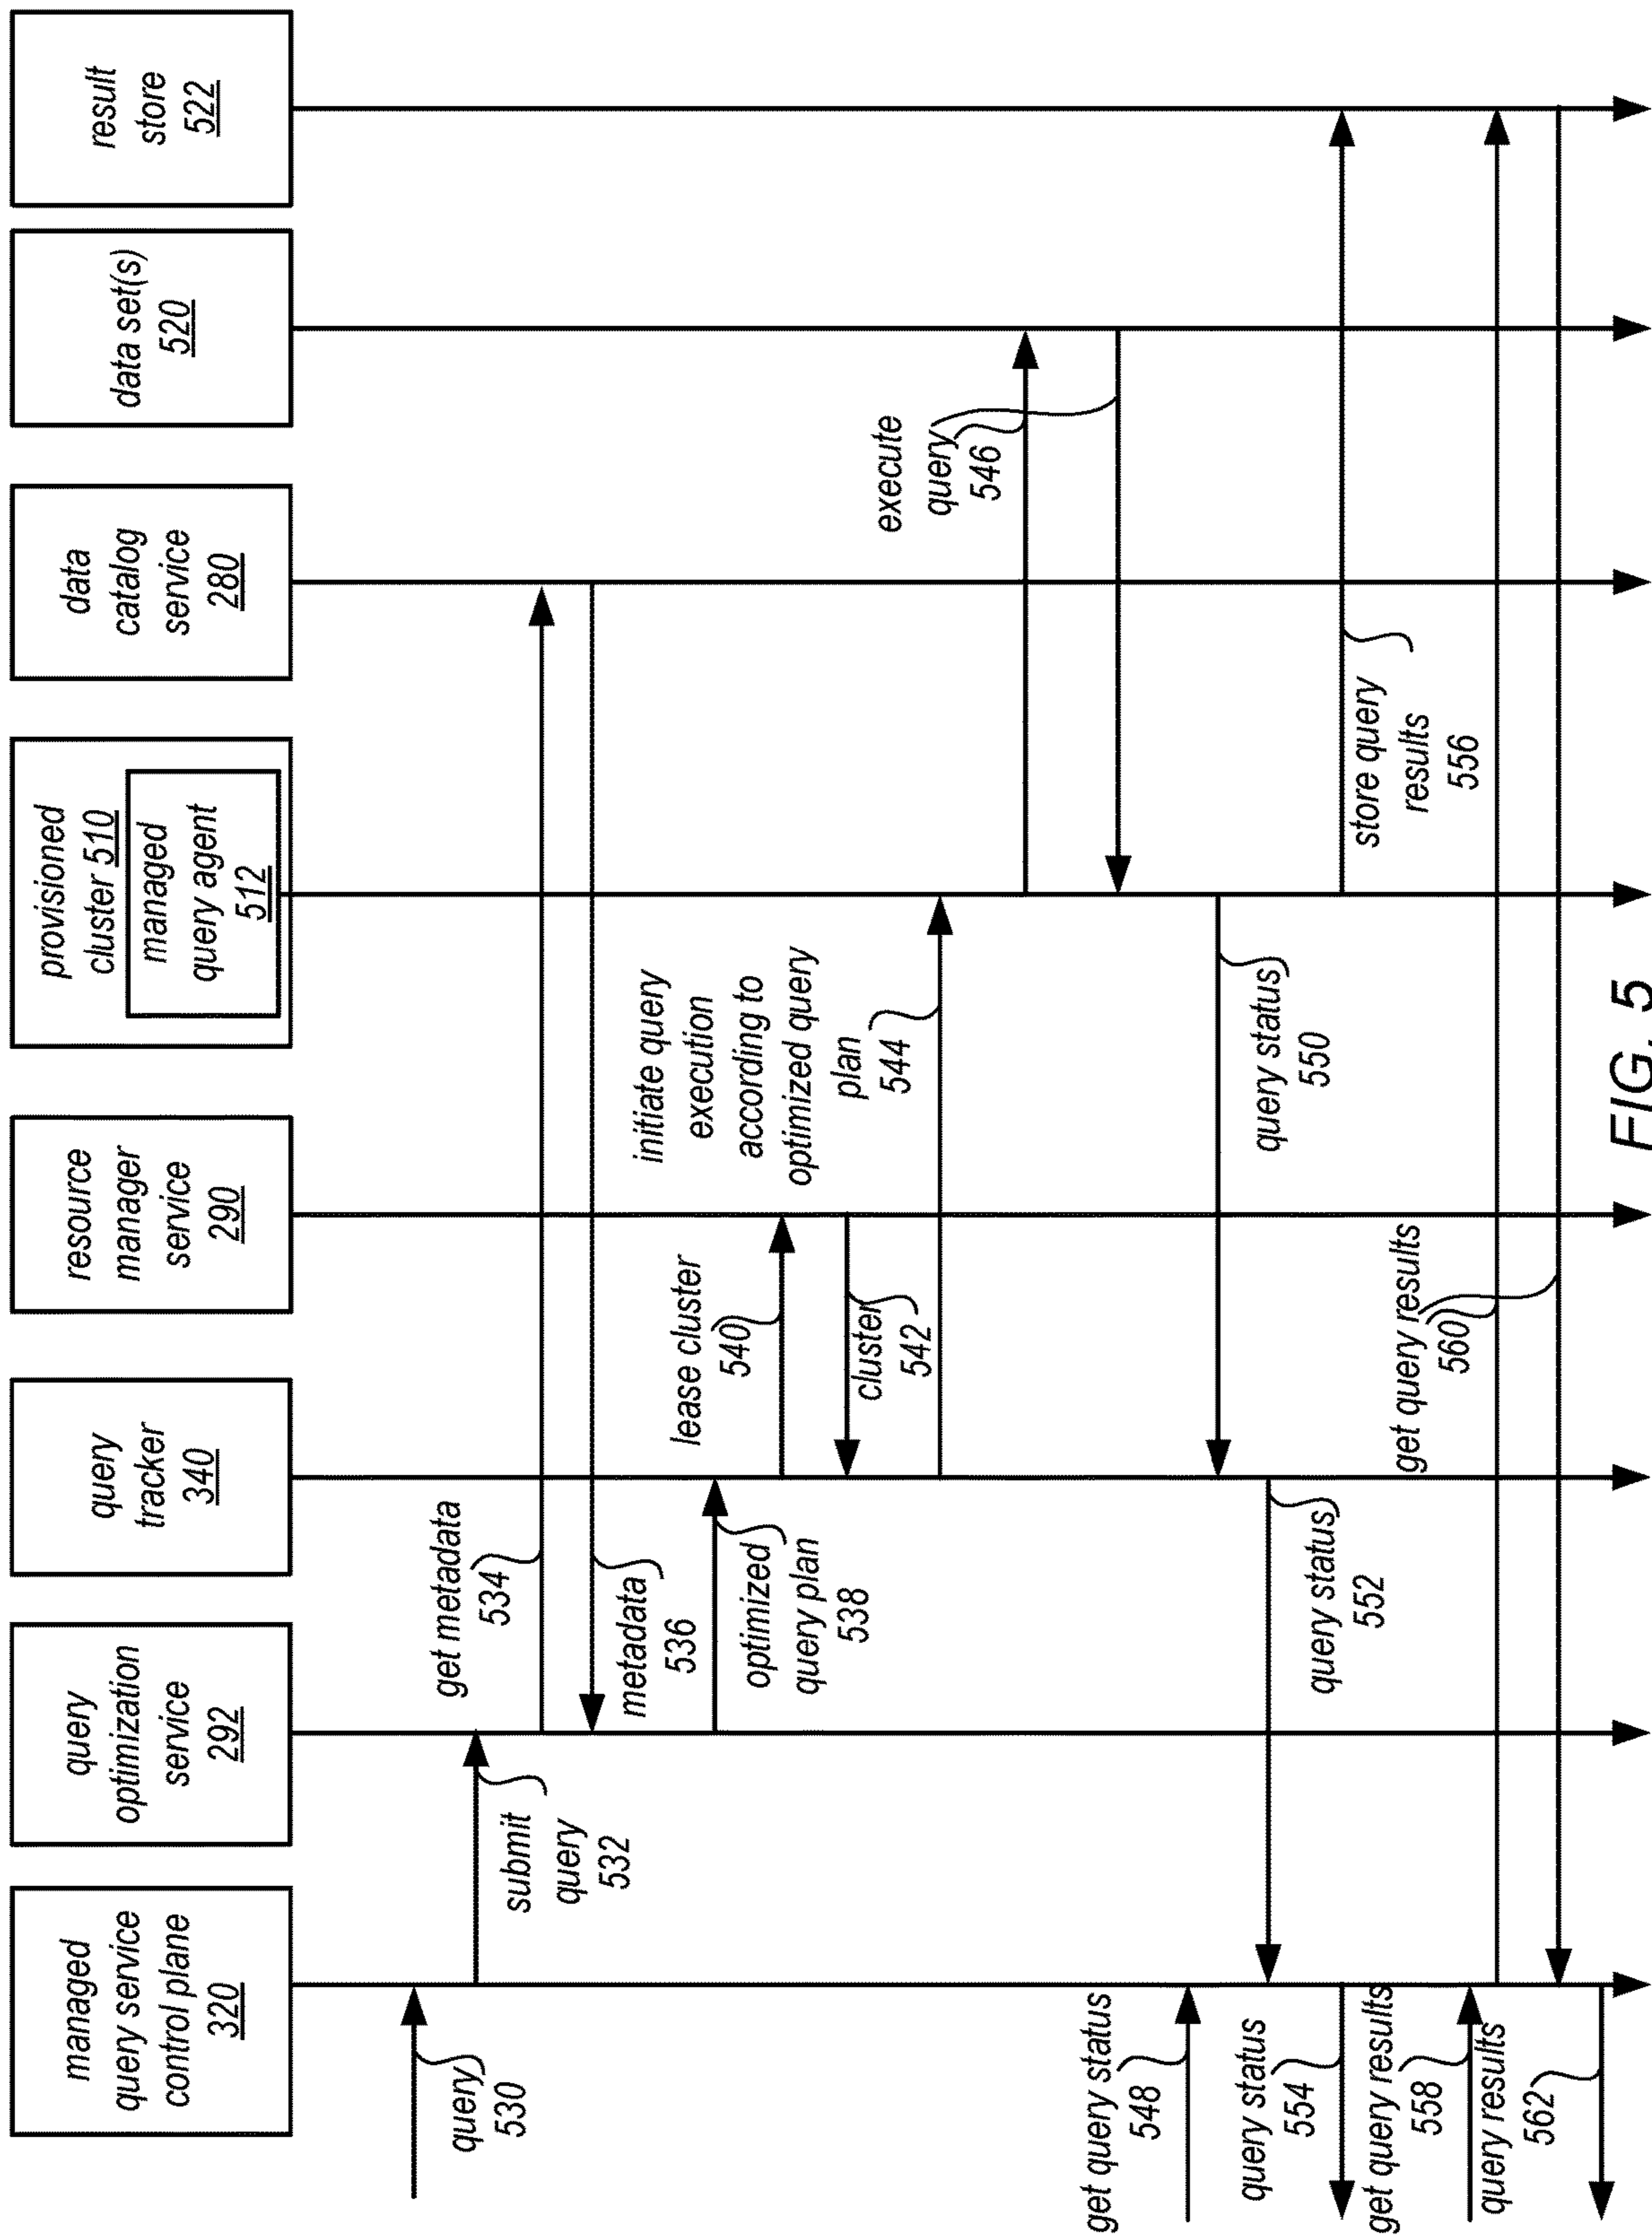 managed
query service
control plane
320
query
optimization
service
292
query
tracker
340
resource
manager
service
290
provisioned
cluster 510
managed
query agent
512
data
catalog
service
280
data set(s)
520
result
store
522
query
530
submit
query
532
get metadata
534
metadata
536
optimized
query plan
538
lease cluster
540
cluster
542
initiate query
execution
according to
optimized query
plan
544
execute
query
546
get query status
548
query status
550
query status
552
query status
554
store query
results
556
get query results
558
get query results
560
query results
562
FIG. 5